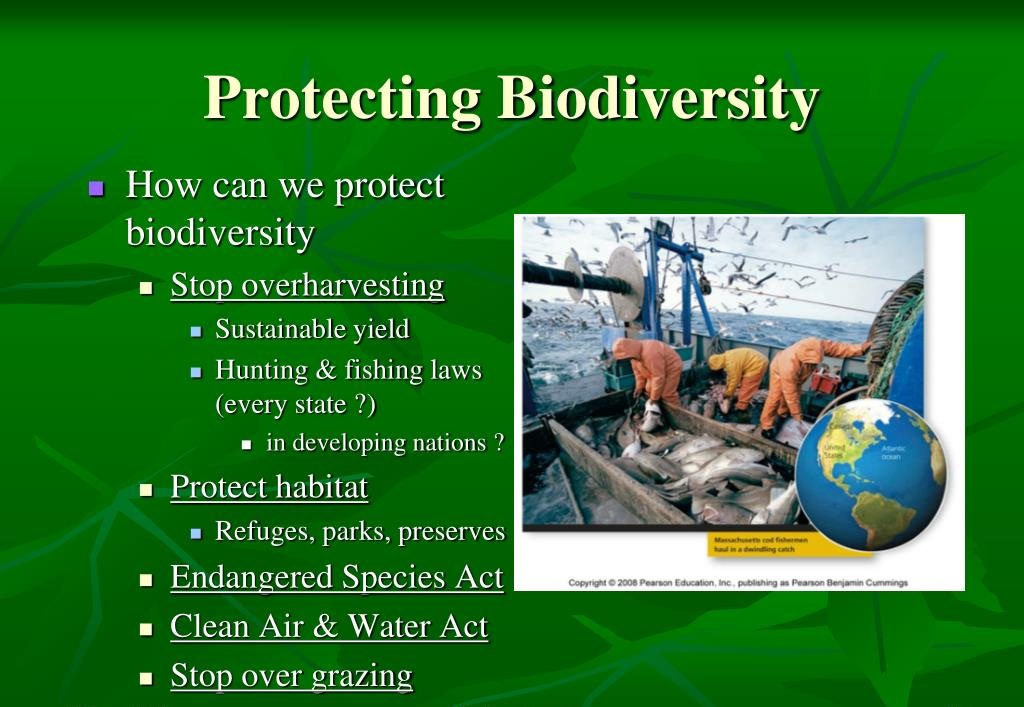 Protecting Biodiversity
How can we protect
biodiversity
Stop overharvesting
Sustainable yield
Hunting & fishing laws
(every state ?)
in developing nations ?
Protect habitat
Refuges, parks, preserves
Endangered Species Act
Clean Air & Water Act
Stop over grazing
Canada
United
States
Atlantic
ocean
Massachusetts cod fishermen
haul in a dwindling catch
Copyright © 2008 Pearson Education, Inc., publishing as Pearson Benjamin Cummings